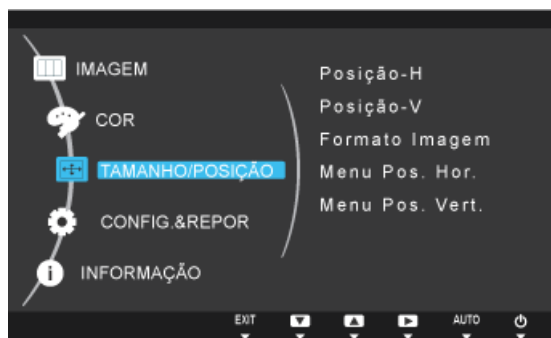 IMAGEM
COR
TAMANHO/POSIÇÃO
CONFIG.&REPOR
INFORMAÇÃO
Posição-H
Posição-V
Formato Imagem
Menu Pos. Hor.
Menu Pos. Vert.
EXIT AUTO